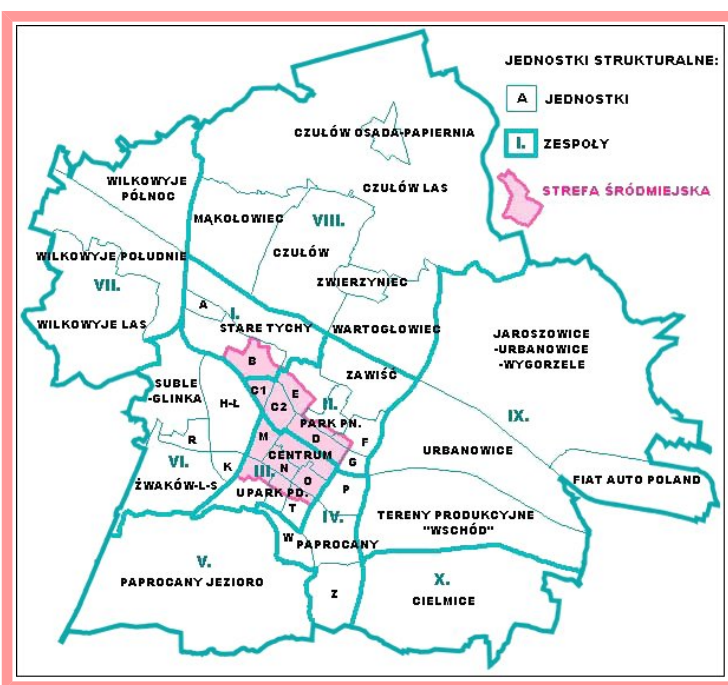 JEDNOSTKI STRUKTURALNE:
A JEDNOSTKI
I. ZESPOŁY
STREFA ŚRÓDMIEJSKA
CZUŁÓW OSADA-PAPIERNIA
WILKOWYJE
PÓŁNOC
CZUŁÓW LAS
MĄKOŁOWIEC
VIII.
CZUŁÓW
WILKOWYJE POŁUDNIE
VII.
ZWIERZYNIEC
A
I.
STARE TYCHY
WARTOGŁOWIEC
WILKOWYJE LAS
JAROSZOWICE
-URBANOWICE
-WYGORZELE
B
ZAWIŚĆ
SUBLE
-GLINKA
H-Ł
C1
E
C2
II.
IX.
PARK PN.
R
M
D
F
URBANOWICE
CENTRUM
G
VI.
K
III.
N
O
P
FIAT AUTO POLAND
ŻWAKÓW-L-S
U
PARK PD.
T
IV.
TERENY PRODUKCYJNE
"WSCHÓD"
W
PAPROCANY
V.
PAPROCANY JEZIORO
Z
X.
CIELMICE